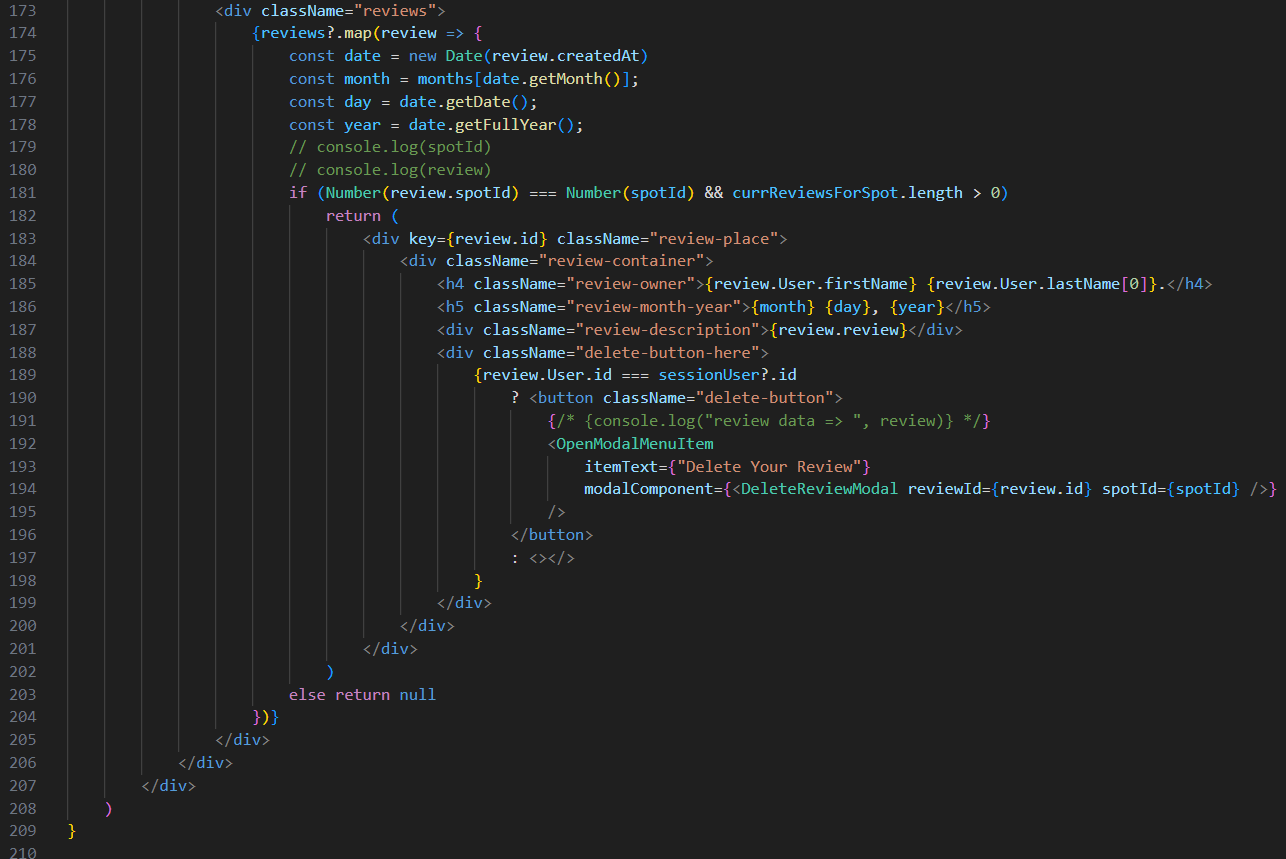 173 <div className="reviews">
174 {reviews?.map(review => {
175 const date = new Date(review.createdAt)
176 const month = months[date.getMonth()];
177 const day = date.getDate();
178 const year = date.getFullYear();
179 // console.log(spotId)
180 // console.log(review)
181 if (Number(review.spotId) === Number(spotId) && currReviewsForSpot.length > 0)
182 return (
183 <div key={review.id} className="review-place">
184 <div className="review-container">
185 <h4 className="review-owner">{review.User.firstName} {review.User.lastName[0]}.</h4>
186 <h5 className="review-month-year">{month} {day}, {year}</h5>
187 <div className="review-description">{review.review}</div>
188 <div className="delete-button-here">
189 {review.User.id === sessionUser?.id
190 ? <button className="delete-button">
191 {/* {console.log("review data => ", review)} */}
192 <OpenModalMenuItem
193 itemText={"Delete Your Review"}
194 modalComponent={<DeleteReviewModal reviewId={review.id} spotId={spotId} />}
195 />
196 </button>
197 : <></>
198 }
199 </div>
200 </div>
201 </div>
202 )
203 else return null
204 })}
205 </div>
206 </div>
207 </div>
208 )
209 }
210